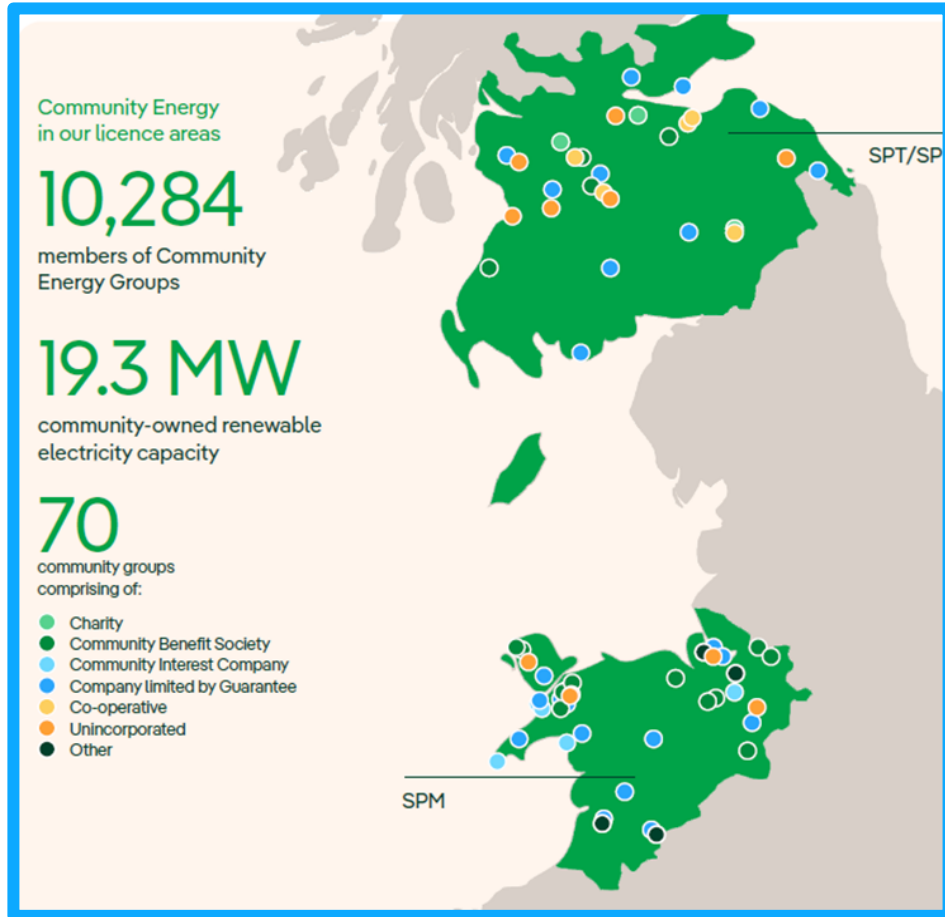 Community Energy
in our licence areas
10,284
members of Community
Energy Groups
19.3 MW
community-owned renewable
electricity capacity
70
community groups
comprising of:
Charity
Community Benefit Society
Community Interest Company
Company limited by Guarantee
Co-operative
Unincorporated
Other
SPT/SP
SPM